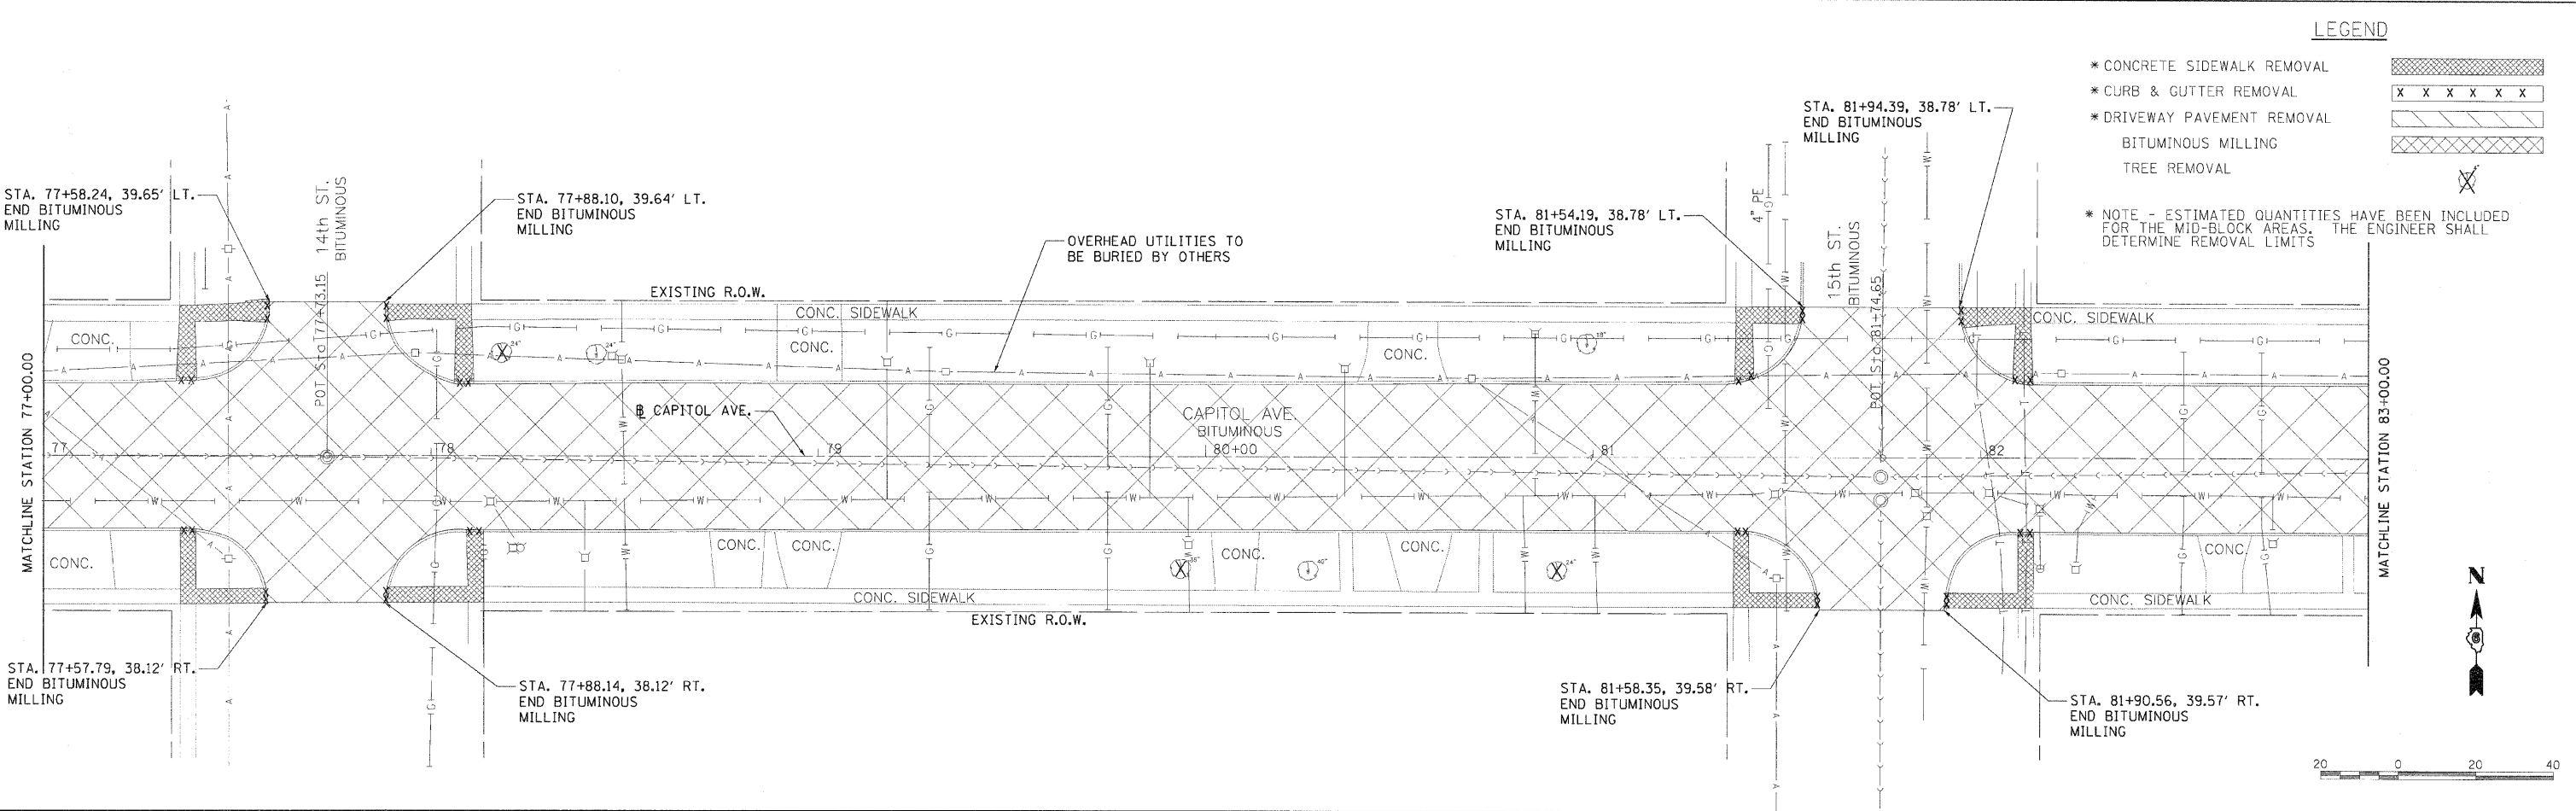 LEGEND
* CONCRETE SIDEWALK REMOVAL
* CURB & GUTTER REMOVAL
X X X X X X
* DRIVEWAY PAVEMENT REMOVAL
BITUMINOUS MILLING
TREE REMOVAL
* NOTE - ESTIMATED QUANTITIES HAVE BEEN INCLUDED
FOR THE MID-BLOCK AREAS. THE ENGINEER SHALL
DETERMINE REMOVAL LIMITS
STA. 77+58.24, 39.65' LT.
END BITUMINOUS
MILLING
14th ST.
BITUMINOUS
POT Sta 77+73.15
STA. 77+88.10, 39.64' LT.
END BITUMINOUS
MILLING
OVERHEAD UTILITIES TO
BE BURIED BY OTHERS
EXISTING R.O.W.
STA. 81+54.19, 38.78' LT.
END BITUMINOUS
MILLING
4" PE
STA. 81+94.39, 38.78' LT.
END BITUMINOUS
MILLING
15th ST.
BITUMINOUS
POT Sta 81+74.65
CONC. SIDEWALK
CONC. SIDEWALK
CONC.
CONC.
CONC.
24"
24"
18"
MATCHLINE STATION 77+00.00
MATCHLINE STATION 83+00.00
℄ CAPITOL AVE.
CAPITOL AVE.
BITUMINOUS
77
78
79
80+00
81
82
CONC.
CONC.
CONC.
CONC.
CONC.
CONC.
40"
24"
CONC. SIDEWALK
CONC. SIDEWALK
EXISTING R.O.W.
STA. 77+57.79, 38.12' RT.
END BITUMINOUS
MILLING
STA. 77+88.14, 38.12' RT.
END BITUMINOUS
MILLING
STA. 81+58.35, 39.58' RT.
END BITUMINOUS
MILLING
STA. 81+90.56, 39.57' RT.
END BITUMINOUS
MILLING
N
20 0 20 40